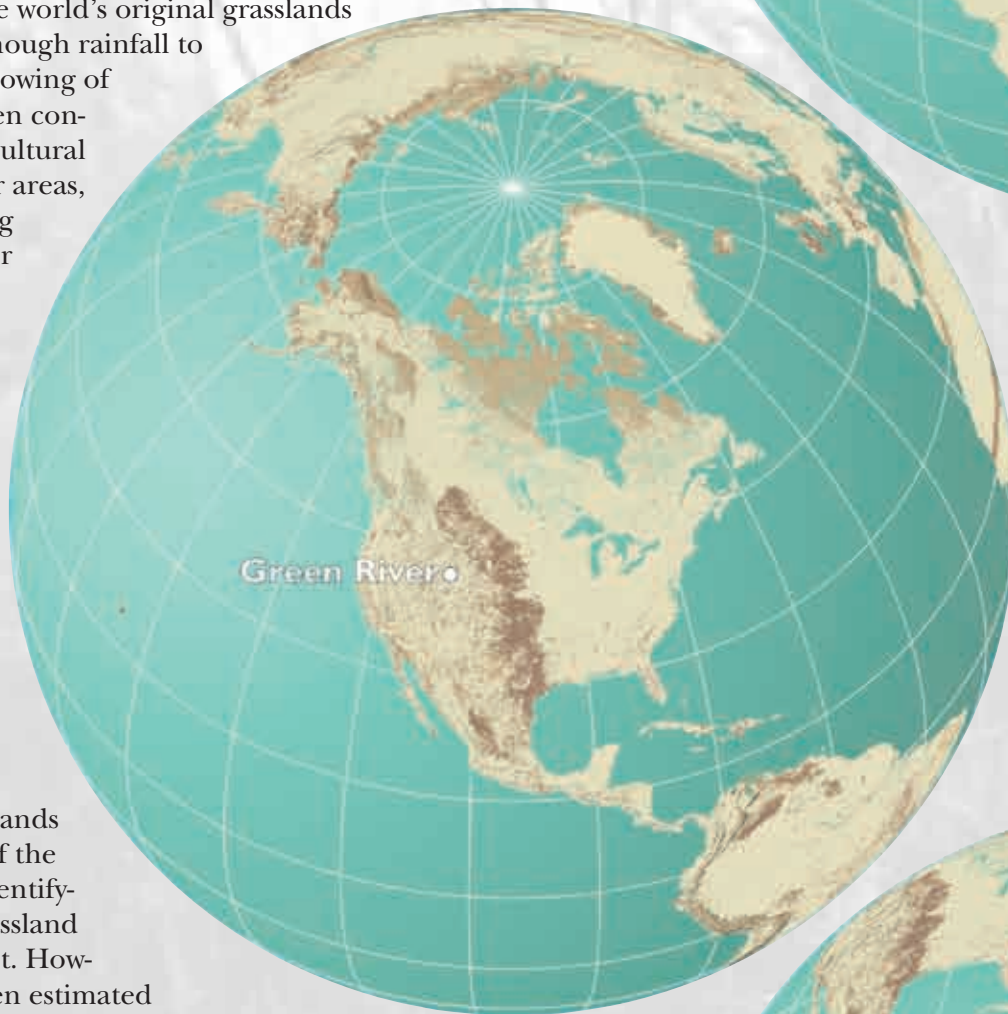 e world’s original grasslands
nough rainfall to
owing of
en con-
ultural
r areas,
g
r
Green River
ands
f the
entify-
ssland
t. How-
en estimated